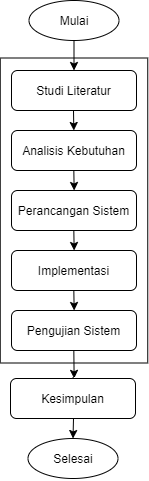 Mulai
Studi Literatur
Analisis Kebutuhan
Perancangan Sistem
Implementasi
Pengujian Sistem
Kesimpulan
Selesai